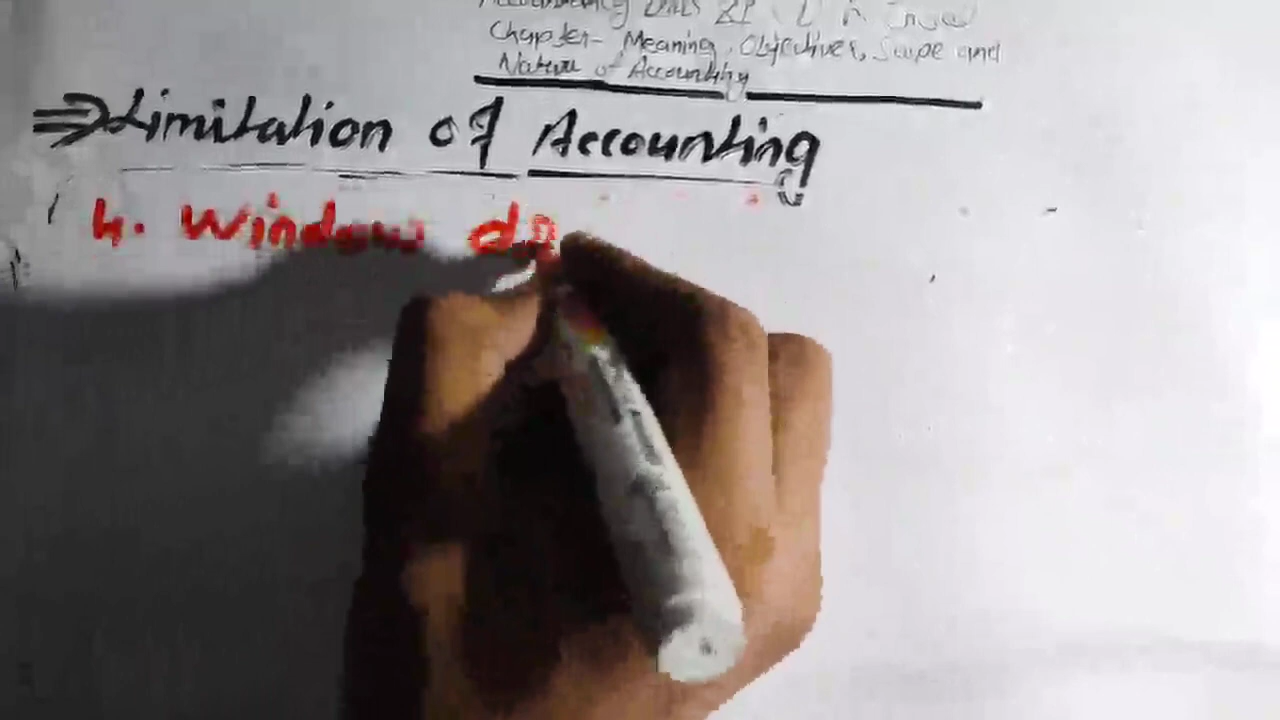 Chapter- Meaning, Objectives, Scope and
Nature of Accounting
⇒ Limitation of Accounting
4. Window